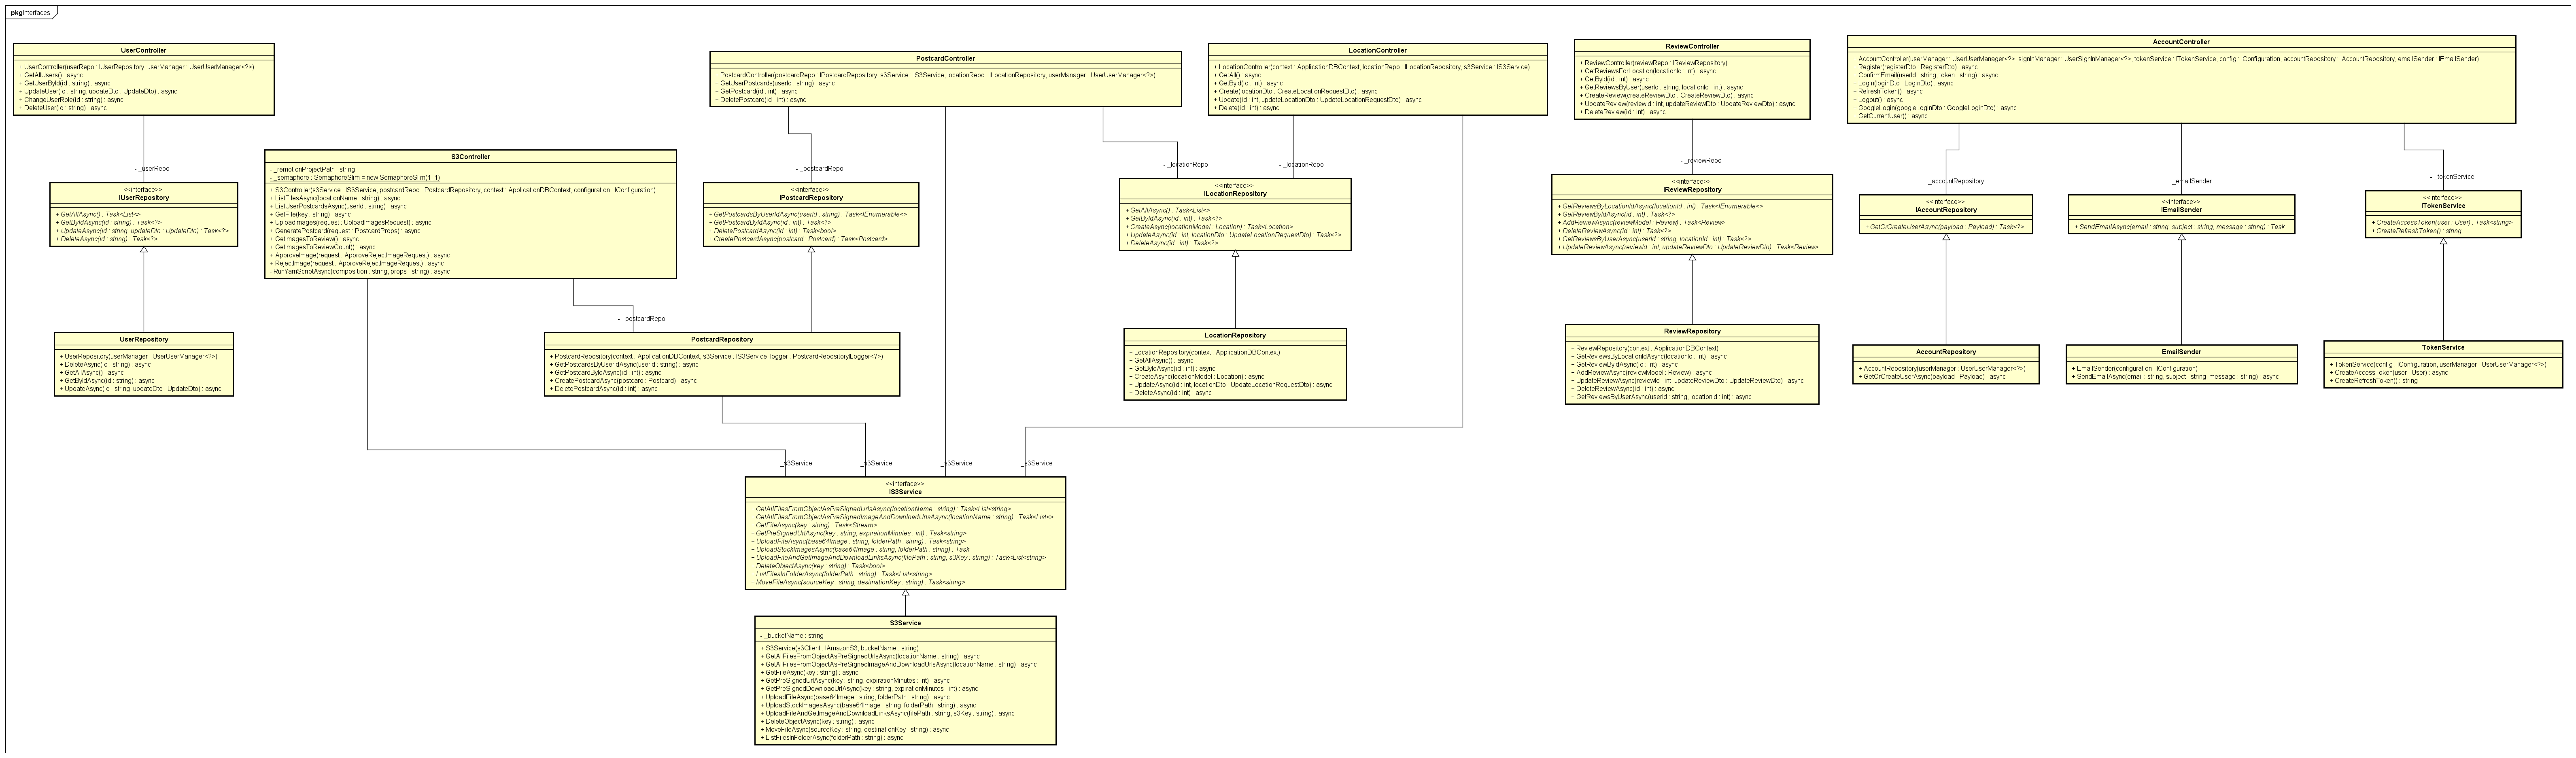 pkg Interfaces
UserController
+ UserController(userRepo : IUserRepository, userManager : UserUserManager<?>)
+ GetAllUsers() : async
+ GetUserById(id : string) : async
+ UpdateUser(id : string, updateDto : UpdateDto) : async
+ ChangeUserRole(id : string) : async
+ DeleteUser(id : string) : async
- _userRepo
<<interface>>
IUserRepository
+ GetAllAsync() : Task<List<>
+ GetByIdAsync(id : string) : Task<?>
+ UpdateAsync(id : string, updateDto : UpdateDto) : Task<?>
+ DeleteAsync(id : string) : Task<?>
UserRepository
+ UserRepository(userManager : UserUserManager<?>)
+ DeleteAsync(id : string) : async
+ GetAllAsync() : async
+ GetByIdAsync(id : string) : async
+ UpdateAsync(id : string, updateDto : UpdateDto) : async
S3Controller
- _remotionProjectPath : string
- _semaphore : SemaphoreSlim = new SemaphoreSlim(1, 1)
+ S3Controller(s3Service : IS3Service, postcardRepo : PostcardRepository, context : ApplicationDBContext, configuration : IConfiguration)
+ ListFilesAsync(locationName : string) : async
+ ListUserPostcardsAsync(userId : string) : async
+ GetFile(key : string) : async
+ UploadImages(request : UploadImagesRequest) : async
+ GeneratePostcard(request : PostcardProps) : async
+ GetImagesToReview() : async
+ GetImagesToReviewCount() : async
+ ApproveImage(request : ApproveRejectImageRequest) : async
+ RejectImage(request : ApproveRejectImageRequest) : async
- RunYarnScriptAsync(composition : string, props : string) : async
- _postcardRepo
PostcardController
+ PostcardController(postcardRepo : IPostcardRepository, s3Service : IS3Service, locationRepo : ILocationRepository, userManager : UserUserManager<?>)
+ GetUserPostcards(userId : string) : async
+ GetPostcard(id : int) : async
+ DeletePostcard(id : int) : async
- _postcardRepo
<<interface>>
IPostcardRepository
+ GetPostcardsByUserIdAsync(userId : string) : Task<IEnumerable<>
+ GetPostcardByIdAsync(id : int) : Task<?>
+ DeletePostcardAsync(id : int) : Task<bool>
+ CreatePostcardAsync(postcard : Postcard) : Task<Postcard>
PostcardRepository
+ PostcardRepository(context : ApplicationDBContext, s3Service : IS3Service, logger : PostcardRepositoryILogger<?>)
+ GetPostcardsByUserIdAsync(userId : string) : async
+ GetPostcardByIdAsync(id : int) : async
+ CreatePostcardAsync(postcard : Postcard) : async
+ DeletePostcardAsync(id : int) : async
LocationController
+ LocationController(context : ApplicationDBContext, locationRepo : ILocationRepository, s3Service : IS3Service)
+ GetAll() : async
+ GetById(id : int) : async
+ Create(locationDto : CreateLocationRequestDto) : async
+ Update(id : int, updateLocationDto : UpdateLocationRequestDto) : async
+ Delete(id : int) : async
- _locationRepo
- _locationRepo
<<interface>>
ILocationRepository
+ GetAllAsync() : Task<List<>
+ GetByIdAsync(id : int) : Task<?>
+ CreateAsync(locationModel : Location) : Task<Location>
+ UpdateAsync(id : int, locationDto : UpdateLocationRequestDto) : Task<?>
+ DeleteAsync(id : int) : Task<?>
LocationRepository
+ LocationRepository(context : ApplicationDBContext)
+ GetAllAsync() : async
+ GetByIdAsync(id : int) : async
+ CreateAsync(locationModel : Location) : async
+ UpdateAsync(id : int, locationDto : UpdateLocationRequestDto) : async
+ DeleteAsync(id : int) : async
ReviewController
+ ReviewController(reviewRepo : IReviewRepository)
+ GetReviewsForLocation(locationId : int) : async
+ GetById(id : int) : async
+ GetReviewsByUser(userId : string, locationId : int) : async
+ CreateReview(createReviewDto : CreateReviewDto) : async
+ UpdateReview(reviewId : int, updateReviewDto : UpdateReviewDto) : async
+ DeleteReview(id : int) : async
- _reviewRepo
<<interface>>
IReviewRepository
+ GetReviewsByLocationIdAsync(locationId : int) : Task<IEnumerable<>
+ GetReviewByIdAsync(id : int) : Task<?>
+ AddReviewAsync(reviewModel : Review) : Task<Review>
+ DeleteReviewAsync(id : int) : Task<?>
+ GetReviewsByUserAsync(userId : string, locationId : int) : Task<?>
+ UpdateReviewAsync(reviewId : int, updateReviewDto : UpdateReviewDto) : Task<Review>
ReviewRepository
+ ReviewRepository(context : ApplicationDBContext)
+ GetReviewsByLocationIdAsync(locationId : int) : async
+ GetReviewByIdAsync(id : int) : async
+ AddReviewAsync(reviewModel : Review) : async
+ UpdateReviewAsync(reviewId : int, updateReviewDto : UpdateReviewDto) : async
+ DeleteReviewAsync(id : int) : async
+ GetReviewsByUserAsync(userId : string, locationId : int) : async
AccountController
+ AccountController(userManager : UserUserManager<?>, signInManager : UserSignInManager<?>, tokenService : ITokenService, config : IConfiguration, accountRepository : IAccountRepository, emailSender : IEmailSender)
+ Register(registerDto : RegisterDto) : async
+ ConfirmEmail(userId : string, token : string) : async
+ Login(loginDto : LoginDto) : async
+ RefreshToken() : async
+ Logout() : async
+ GoogleLogin(googleLoginDto : GoogleLoginDto) : async
+ GetCurrentUser() : async
- _accountRepository
<<interface>>
IAccountRepository
+ GetOrCreateUserAsync(payload : Payload) : Task<?>
AccountRepository
+ AccountRepository(userManager : UserUserManager<?>)
+ GetOrCreateUserAsync(payload : Payload) : async
- _emailSender
<<interface>>
IEmailSender
+ SendEmailAsync(email : string, subject : string, message : string) : Task
EmailSender
+ EmailSender(configuration : IConfiguration)
+ SendEmailAsync(email : string, subject : string, message : string) : async
- _tokenService
<<interface>>
ITokenService
+ CreateAccessToken(user : User) : Task<string>
+ CreateRefreshToken() : string
TokenService
+ TokenService(config : IConfiguration, userManager : UserUserManager<?>)
+ CreateAccessToken(user : User) : async
+ CreateRefreshToken() : string
- _s3Service
- _s3Service
- _s3Service
- _s3Service
<<interface>>
IS3Service
+ GetAllFilesFromObjectAsPreSignedUrlsAsync(locationName : string) : Task<List<string>
+ GetAllFilesFromObjectAsPreSignedImageAndDownloadUrlsAsync(locationName : string) : Task<List<>
+ GetFileAsync(key : string) : Task<Stream>
+ GetPreSignedUrlAsync(key : string, expirationMinutes : int) : Task<string>
+ UploadFileAsync(base64Image : string, folderPath : string) : Task<string>
+ UploadStockImagesAsync(base64Image : string, folderPath : string) : Task
+ UploadFileAndGetImageAndDownloadLinksAsync(filePath : string, s3Key : string) : Task<List<string>
+ DeleteObjectAsync(key : string) : Task<bool>
+ ListFilesInFolderAsync(folderPath : string) : Task<List<string>
+ MoveFileAsync(sourceKey : string, destinationKey : string) : Task<string>
S3Service
- _bucketName : string
+ S3Service(s3Client : IAmazonS3, bucketName : string)
+ GetAllFilesFromObjectAsPreSignedUrlsAsync(locationName : string) : async
+ GetAllFilesFromObjectAsPreSignedImageAndDownloadUrlsAsync(locationName : string) : async
+ GetFileAsync(key : string) : async
+ GetPreSignedUrlAsync(key : string, expirationMinutes : int) : async
+ GetPreSignedDownloadUrlAsync(key : string, expirationMinutes : int) : async
+ UploadFileAsync(base64Image : string, folderPath : string) : async
+ UploadStockImagesAsync(base64Image : string, folderPath : string) : async
+ UploadFileAndGetImageAndDownloadLinksAsync(filePath : string, s3Key : string) : async
+ DeleteObjectAsync(key : string) : async
+ MoveFileAsync(sourceKey : string, destinationKey : string) : async
+ ListFilesInFolderAsync(folderPath : string) : async